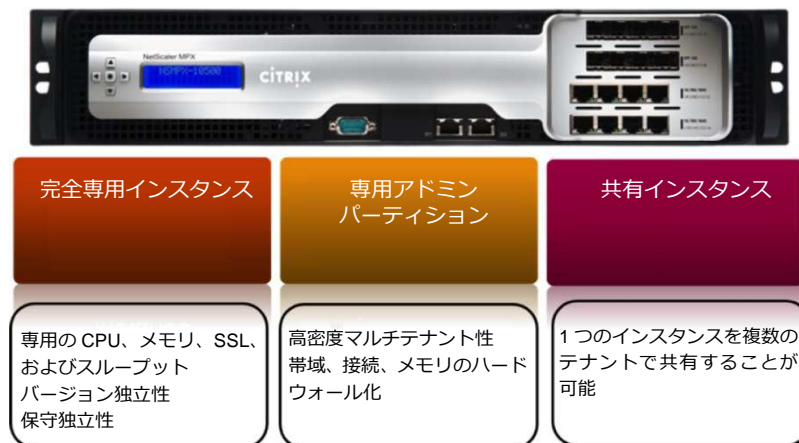 NetScaler MPX
NSMPX-10500
CİTRIX
完全専用インスタンス
専用アドミン
パーティション
共有インスタンス
専用の CPU、メモリ、SSL、
およびスループット
バージョン独立性
保守独立性
高密度マルチテナント性
帯域、接続、メモリのハード
ウォール化
1 つのインスタンスを複数の
テナントで共有することが
可能